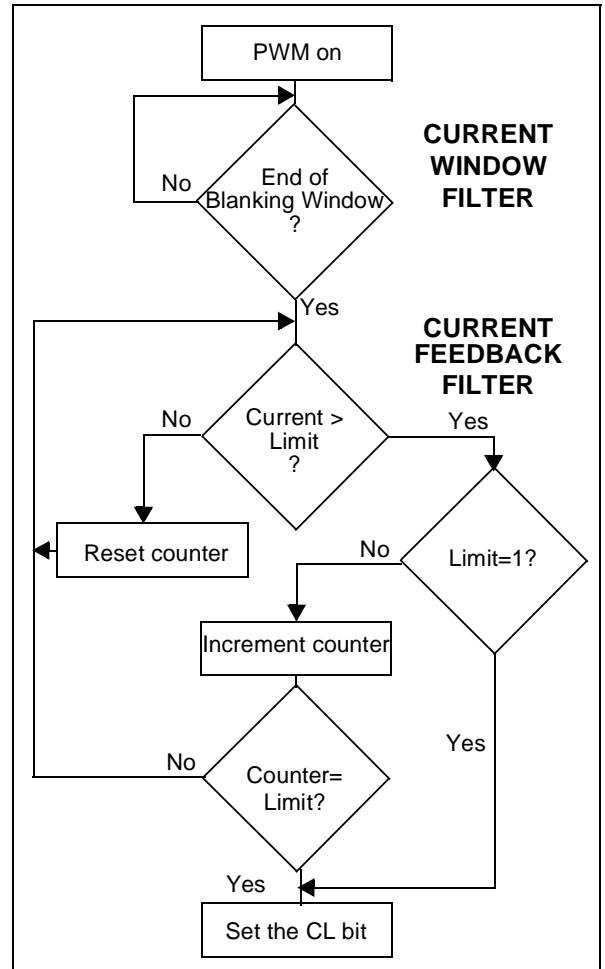 PWM on
CURRENT
WINDOW
FILTER
No
End of
Blanking Window
?
Yes
CURRENT
FEEDBACK
FILTER
No
Current >
Limit
?
Yes
Reset counter
No
Limit=1?
Increment counter
Yes
No
Counter=
Limit?
Yes
Set the CL bit